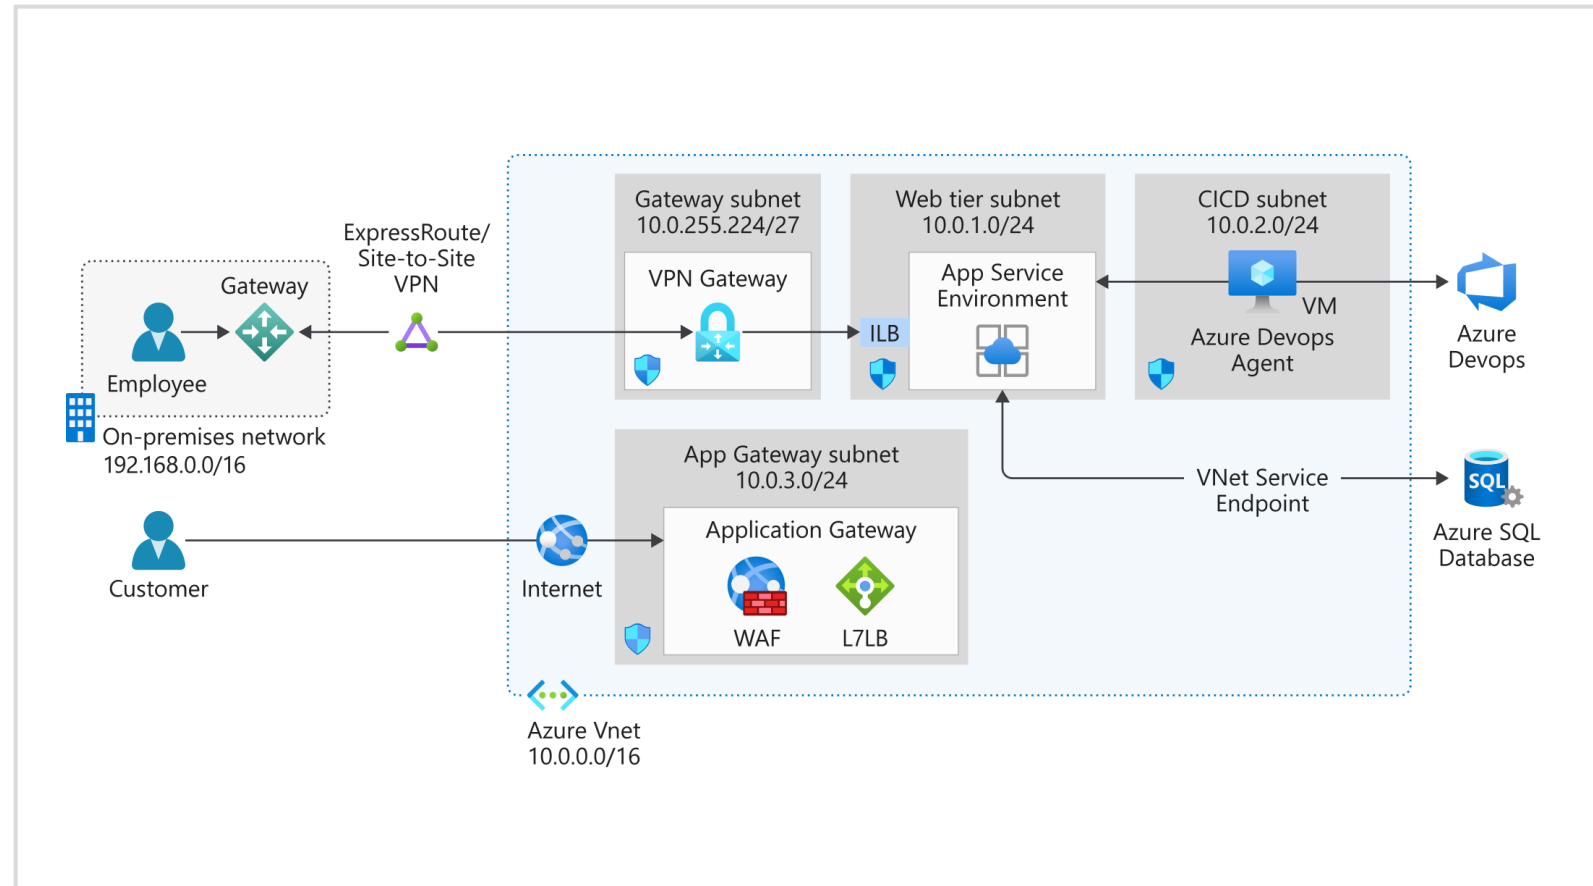 Gateway subnet
10.0.255.224/27
Web tier subnet
10.0.1.0/24
CICD subnet
10.0.2.0/24
ExpressRoute/
Site-to-Site
VPN
Gateway
Employee
On-premises network
192.168.0.0/16
VPN Gateway
ILB
App Service
Environment
VM
Azure Devops
Agent
Azure
Devops
App Gateway subnet
10.0.3.0/24
Application Gateway
WAF
L7LB
VNet Service
Endpoint
SQL
Azure SQL
Database
Customer
Internet
Azure Vnet
10.0.0.0/16